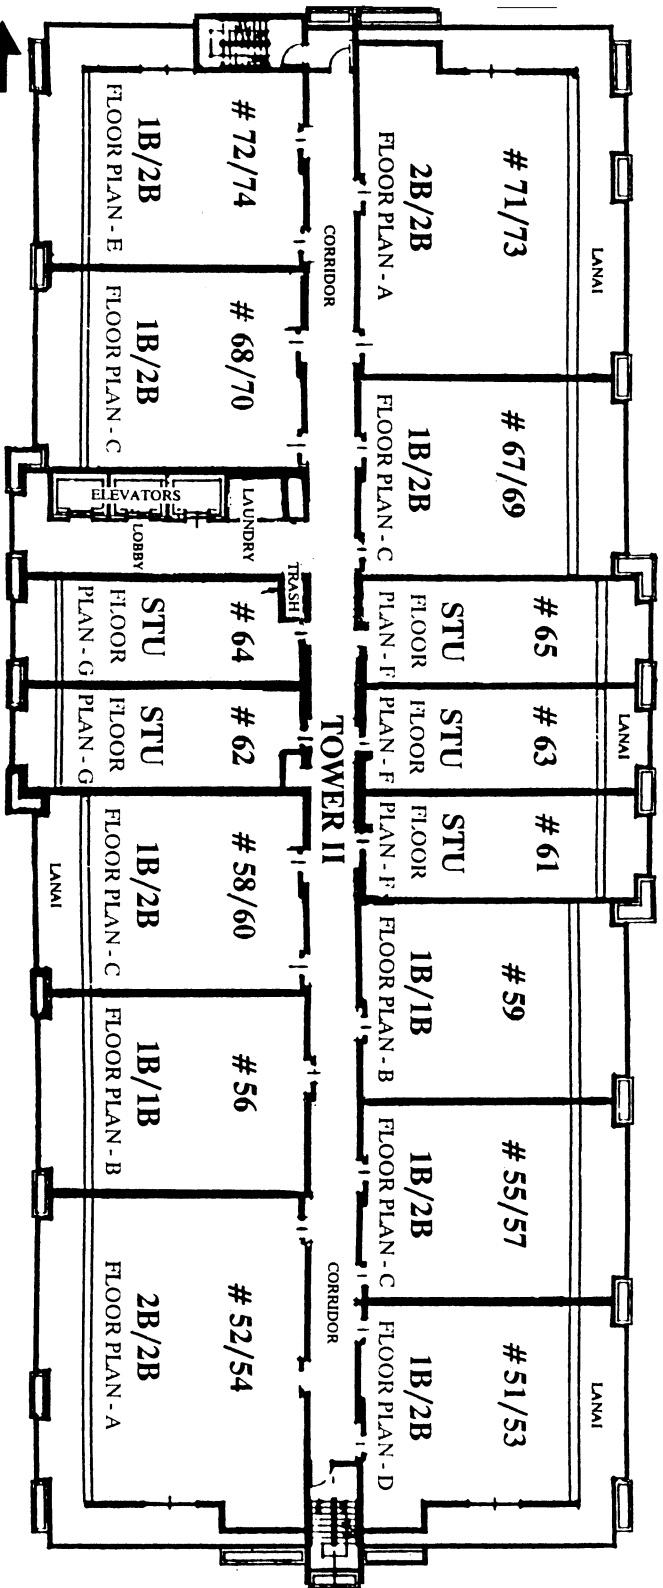 # 71/73
2B/2B
FLOOR PLAN - A
LANAI
# 67/69
1B/2B
FLOOR PLAN - C
# 65
STU
FLOOR
PLAN - F
# 63
STU
FLOOR
PLAN - F
LANAI
# 61
STU
FLOOR
PLAN - F
# 59
1B/1B
FLOOR PLAN - B
# 55/57
1B/2B
FLOOR PLAN - C
# 51/53
1B/2B
FLOOR PLAN - D
LANAI
CORRIDOR
TOWER II
CORRIDOR
# 72/74
1B/2B
FLOOR PLAN - E
# 68/70
1B/2B
FLOOR PLAN - C
ELEVATORS
LOBBY
LAUNDRY
TRASH
# 64
STU
FLOOR
PLAN - G
# 62
STU
FLOOR
PLAN - G
# 58/60
1B/2B
FLOOR PLAN - C
LANAI
# 56
1B/1B
FLOOR PLAN - B
# 52/54
2B/2B
FLOOR PLAN - A